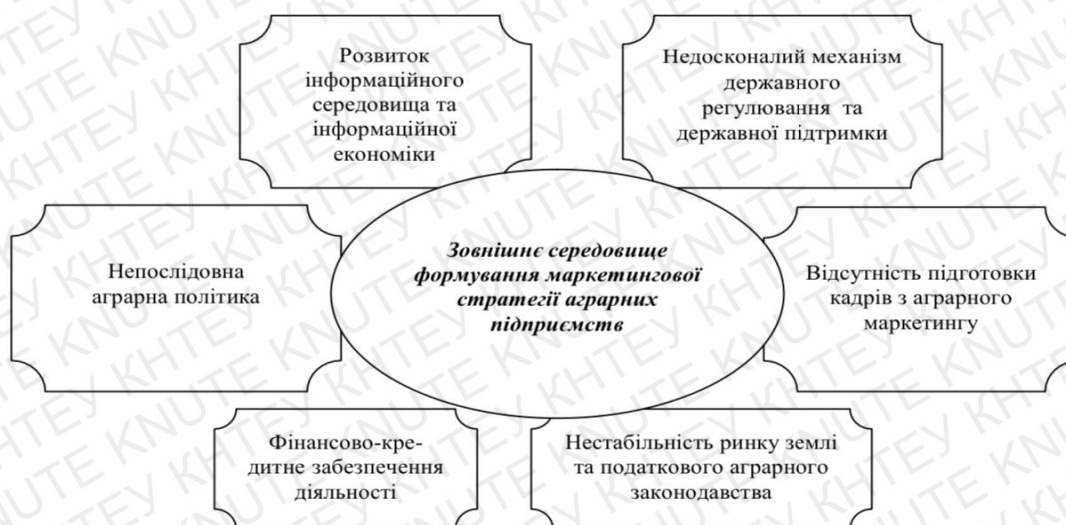 Розвиток
інформаційного
середовища та
інформаційної
економіки
Недосконалий механізм
державного
регулювання та
державної підтримки
Непослідовна
аграрна політика
Зовнішнє середовище
формування маркетингової
стратегії аграрних
підприємств
Відсутність підготовки
кадрів з аграрного
маркетингу
Фінансово-кре-
дитне забезпечення
діяльності
Нестабільність ринку землі
та податкового аграрного
законодавства